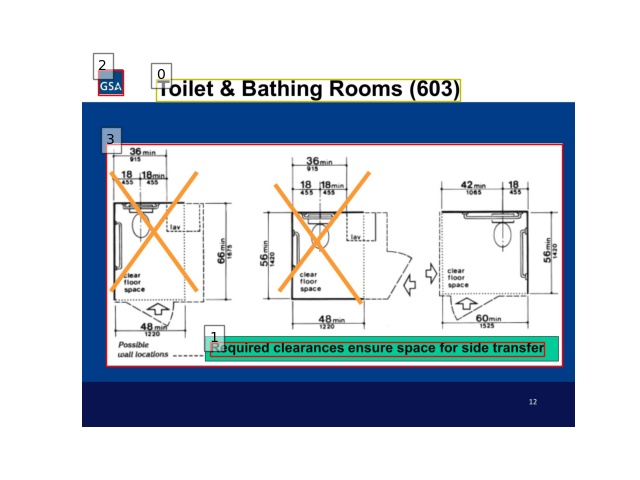 2
0
GSA
Toilet & Bathing Rooms (603)
3
36 min
915
18 18 min
455 455
lav
66 min
1675
clear
floor
space
48 min
1220
36 min
915
18 18 min
455 455
lav
56 min
1420
clear
floor
space
48 min
1220
42 min 18
1065 455
56 min
1420
clear
floor
space
60 min
1525
Possible
wall locations
1
Required clearances ensure space for side transfer
12